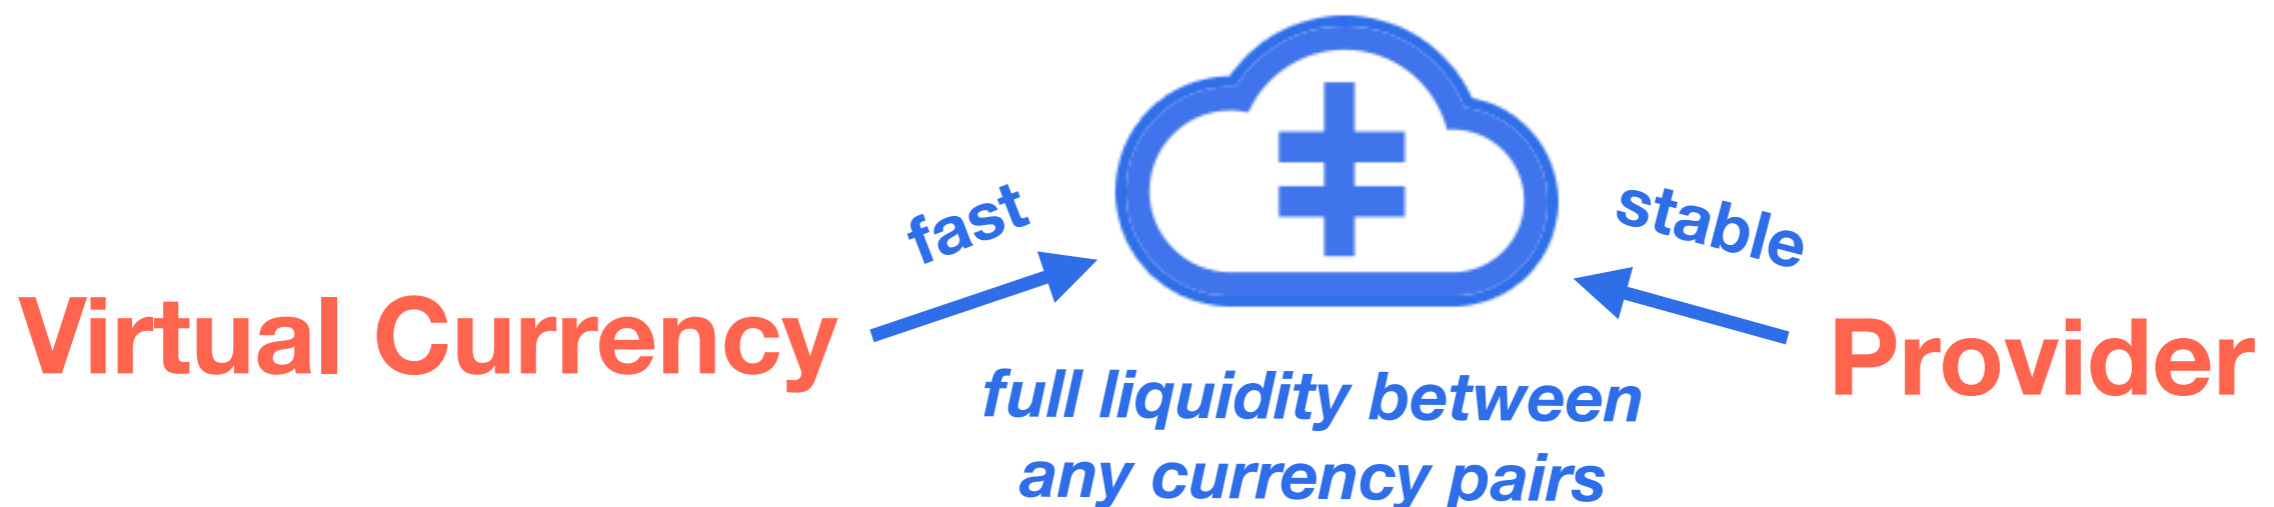 fast
stable
Virtual Currency
Provider
full liquidity between
any currency pairs